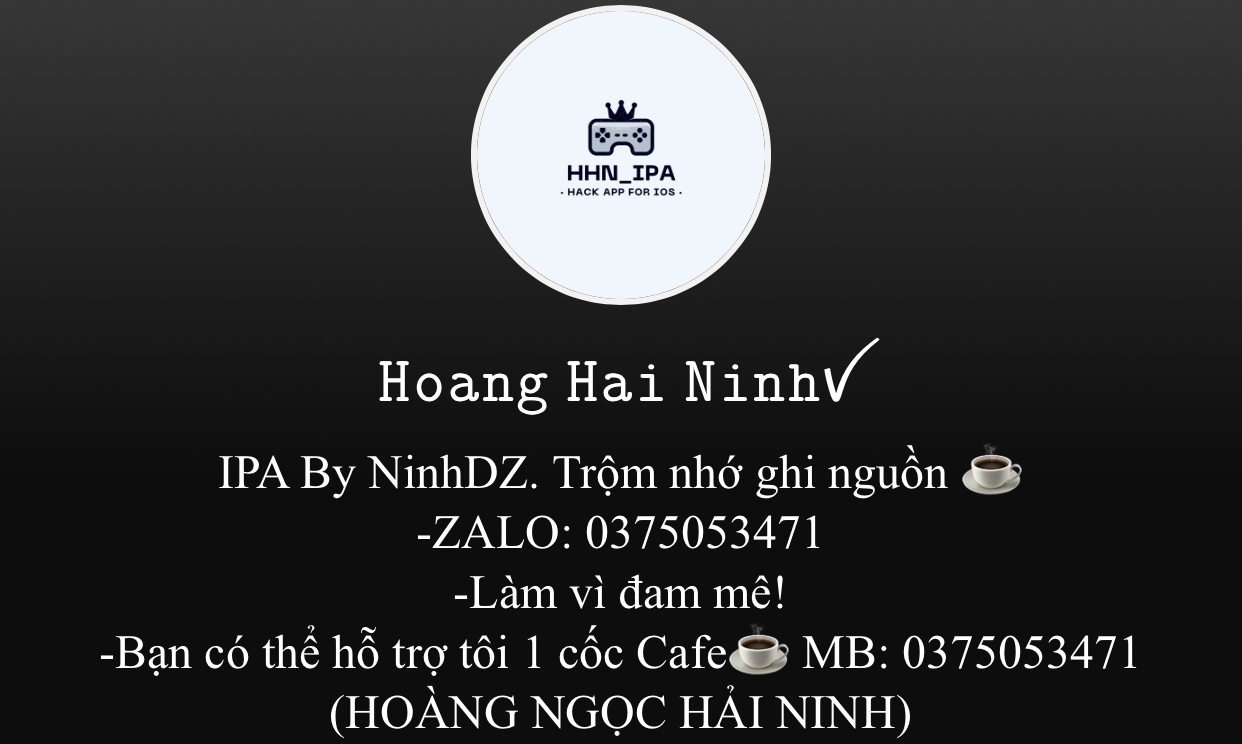 HHN_IPA
· HACK APP FOR IOS ·
Hoang Hai Ninh✓
IPA By NinhDZ. Trộm nhớ ghi nguồn ☕
-ZALO: 0375053471
-Làm vì đam mê!
-Bạn có thể hỗ trợ tôi 1 cốc Cafe☕ MB: 0375053471
(HOÀNG NGỌC HẢI NINH)